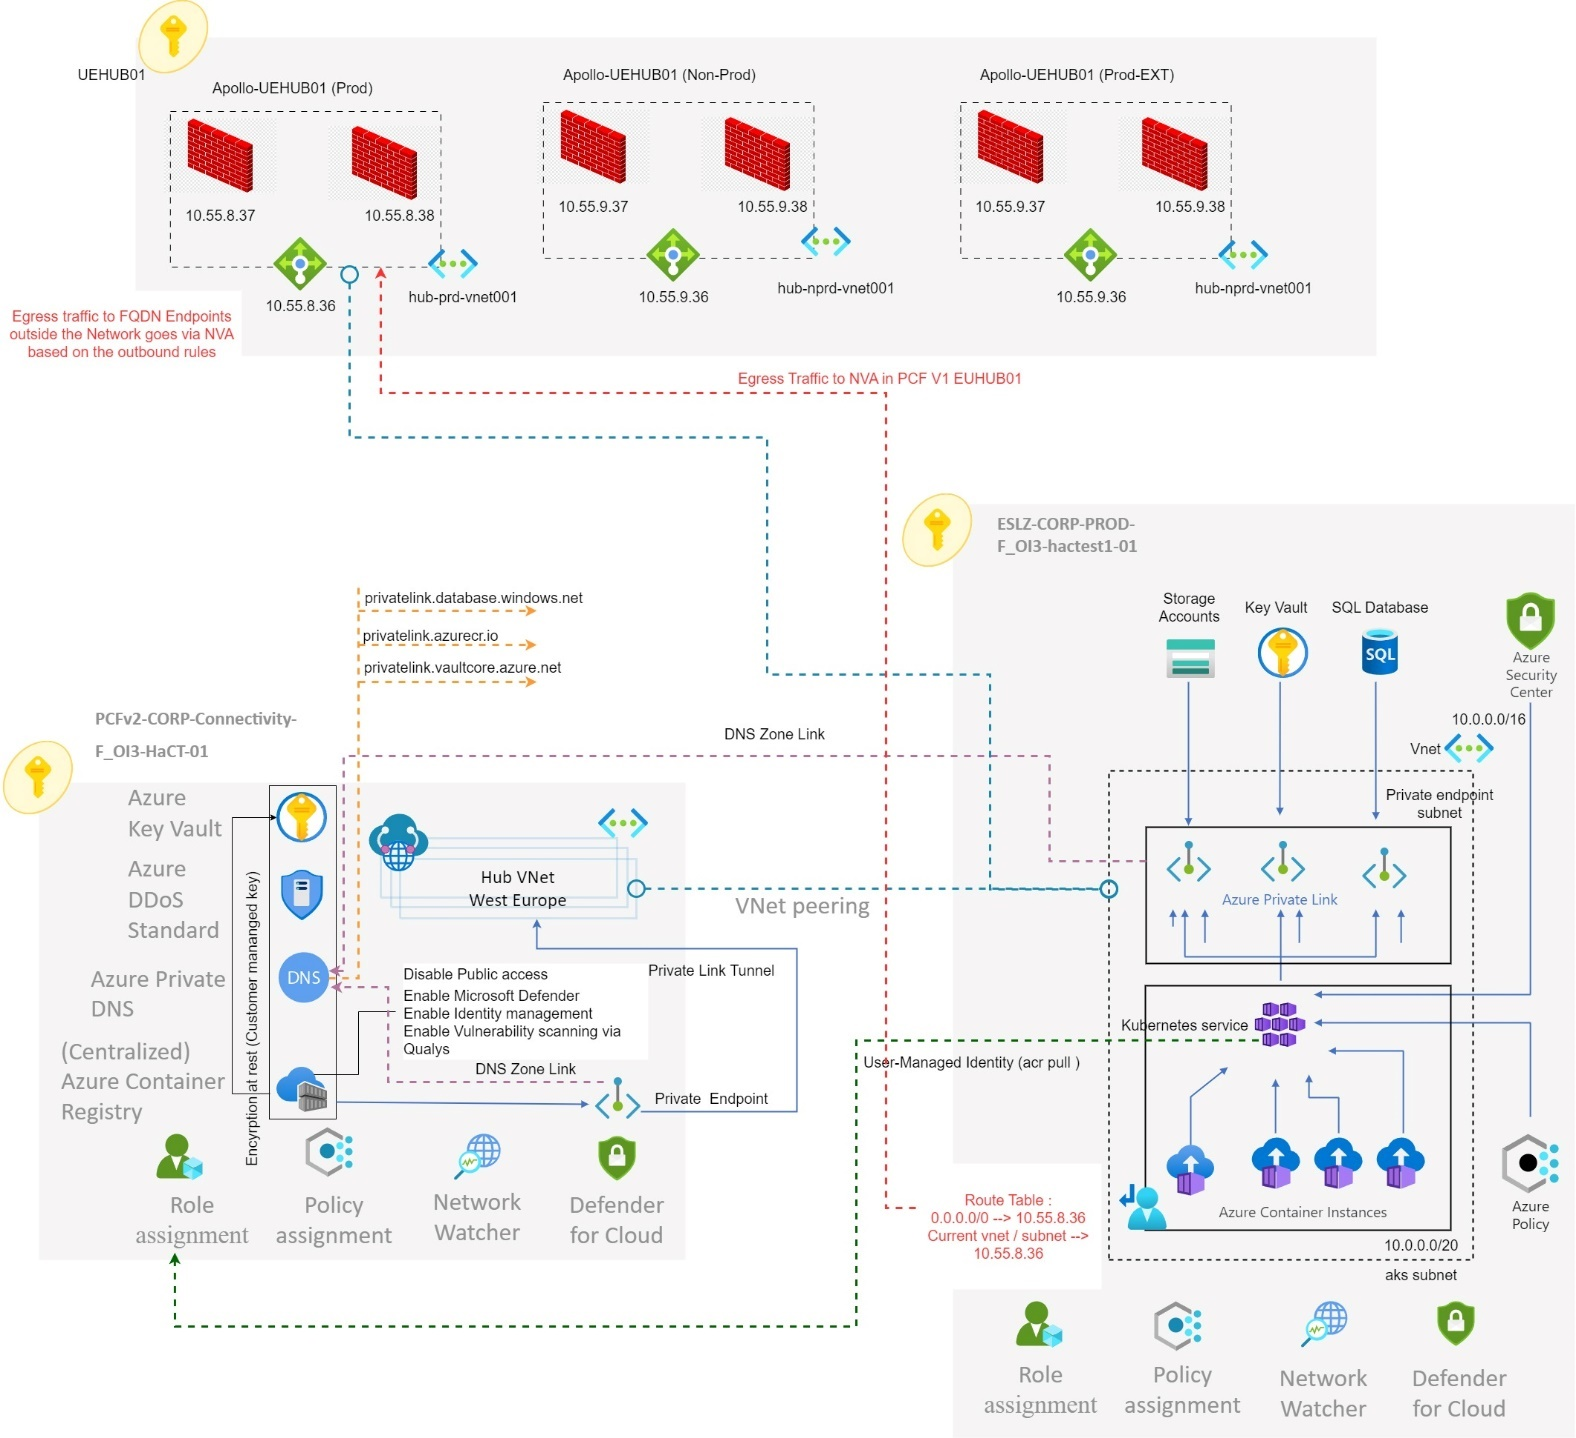 UEHUB01
Apollo-UEHUB01 (Prod)
10.55.8.37
10.55.8.38
10.55.8.36
hub-prd-vnet001
Apollo-UEHUB01 (Non-Prod)
10.55.9.37
10.55.9.38
10.55.9.36
hub-nprd-vnet001
Apollo-UEHUB01 (Prod-EXT)
10.55.9.37
10.55.9.38
10.55.9.36
hub-nprd-vnet001
Egress traffic to FQDN Endpoints
outside the Network goes via NVA
based on the outbound rules
Egress Traffic to NVA in PCF V1 EUHUB01
privatelink.database.windows.net
privatelink.azurecr.io
privatelink.vaultcore.azure.net
PCFv2-CORP-Connectivity-
F_OI3-HaCT-01
Azure
Key Vault
Azure
DDoS
Standard
Azure Private
DNS
(Centralized)
Azure Container
Registry
Encyrption at rest (Customer mananged key)
DNS
Hub VNet
West Europe
Disable Public access
Enable Microsoft Defender
Enable Identity management
Enable Vulnerability scanning via
Qualys
Private Link Tunnel
DNS Zone Link
Private Endpoint
Role
assignment
Policy
assignment
Network
Watcher
Defender
for Cloud
DNS Zone Link
VNet peering
User-Managed Identity (acr pull )
ESLZ-CORP-PROD-
F_OI3-hactest1-01
Storage
Accounts
Key Vault
SQL Database
SQL
Azure
Security
Center
10.0.0.0/16
Vnet
Private endpoint
subnet
Azure Private Link
Kubernetes service
Azure Container Instances
10.0.0.0/20
aks subnet
Azure
Policy
Route Table :
0.0.0.0/0 --> 10.55.8.36
Current vnet / subnet -->
10.55.8.36
Role
assignment
Policy
assignment
Network
Watcher
Defender
for Cloud